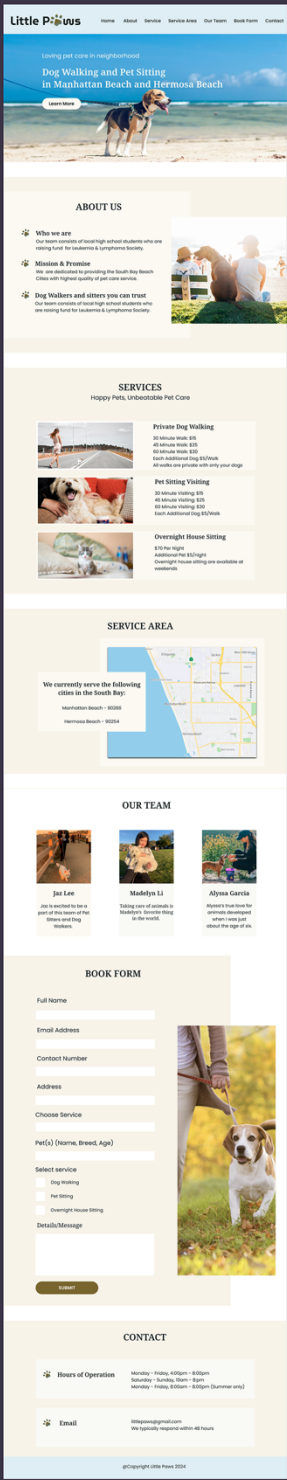 Little Paws
Home About Service Service Area Our Team Book Form Contact
Loving pet care in neighborhood
Dog Walking and Pet Sitting
in Manhattan Beach and Hermosa Beach
Learn More
ABOUT US
Who we are
Our team consists of local high school students who are
raising fund for Leukemia & Lymphoma Society.
Mission & Promise
We are dedicated to providing the South Bay Beach
Cities with highest quality of pet care service.
Dog Walkers and sitters you can trust
Our team consists of local high school students who
are raising fund for Leukemia & Lymphoma Society.
SERVICES
Happy Pets, Unbeatable Pet Care
Private Dog Walking
30 Minute Walk: $15
45 Minute Walk: $25
60 Minute Walk: $30
Each Additional Dog $5/Walk
All walks are private with only your dogs
Pet Sitting Visiting
30 Minute Visiting: $15
45 Minute Visiting: $25
60 Minute Visiting: $30
Each Additional Dog $5/Walk
Overnight House Sitting
$70 Per Night
Additional Pet $5/night
Overnight house sitting are available at
weekends
SERVICE AREA
We currently serve the following
cities in the South Bay:
Manhattan Beach - 90266
Hermosa Beach - 90254
OUR TEAM
Jaz Lee
Jaz is excited to be a
part of this team of Pet
Sitters and Dog
Walkers.
Madelyn Li
Taking care of animals is
Madelyn's favorite thing
in the world.
Alyssa Garcia
Alyssa's true love for
animals developed
when I was just
about the age of six.
BOOK FORM
Full Name
Email Address
Contact Number
Address
Choose Service
Pet(s) (Name, Breed, Age)
Select service
Dog Walking
Pet Sitting
Overnight House Sitting
Details/Message
SUBMIT
CONTACT
Hours of Operation
Monday - Friday, 4:00pm - 8:00pm
Saturday - Sunday, 10am - 8pm
Monday - Friday, 8:00am - 8:00pm (Summer only)
Email
littlepaws@gmail.com
We typically respond within 48 hours
@Copyright Little Paws 2024